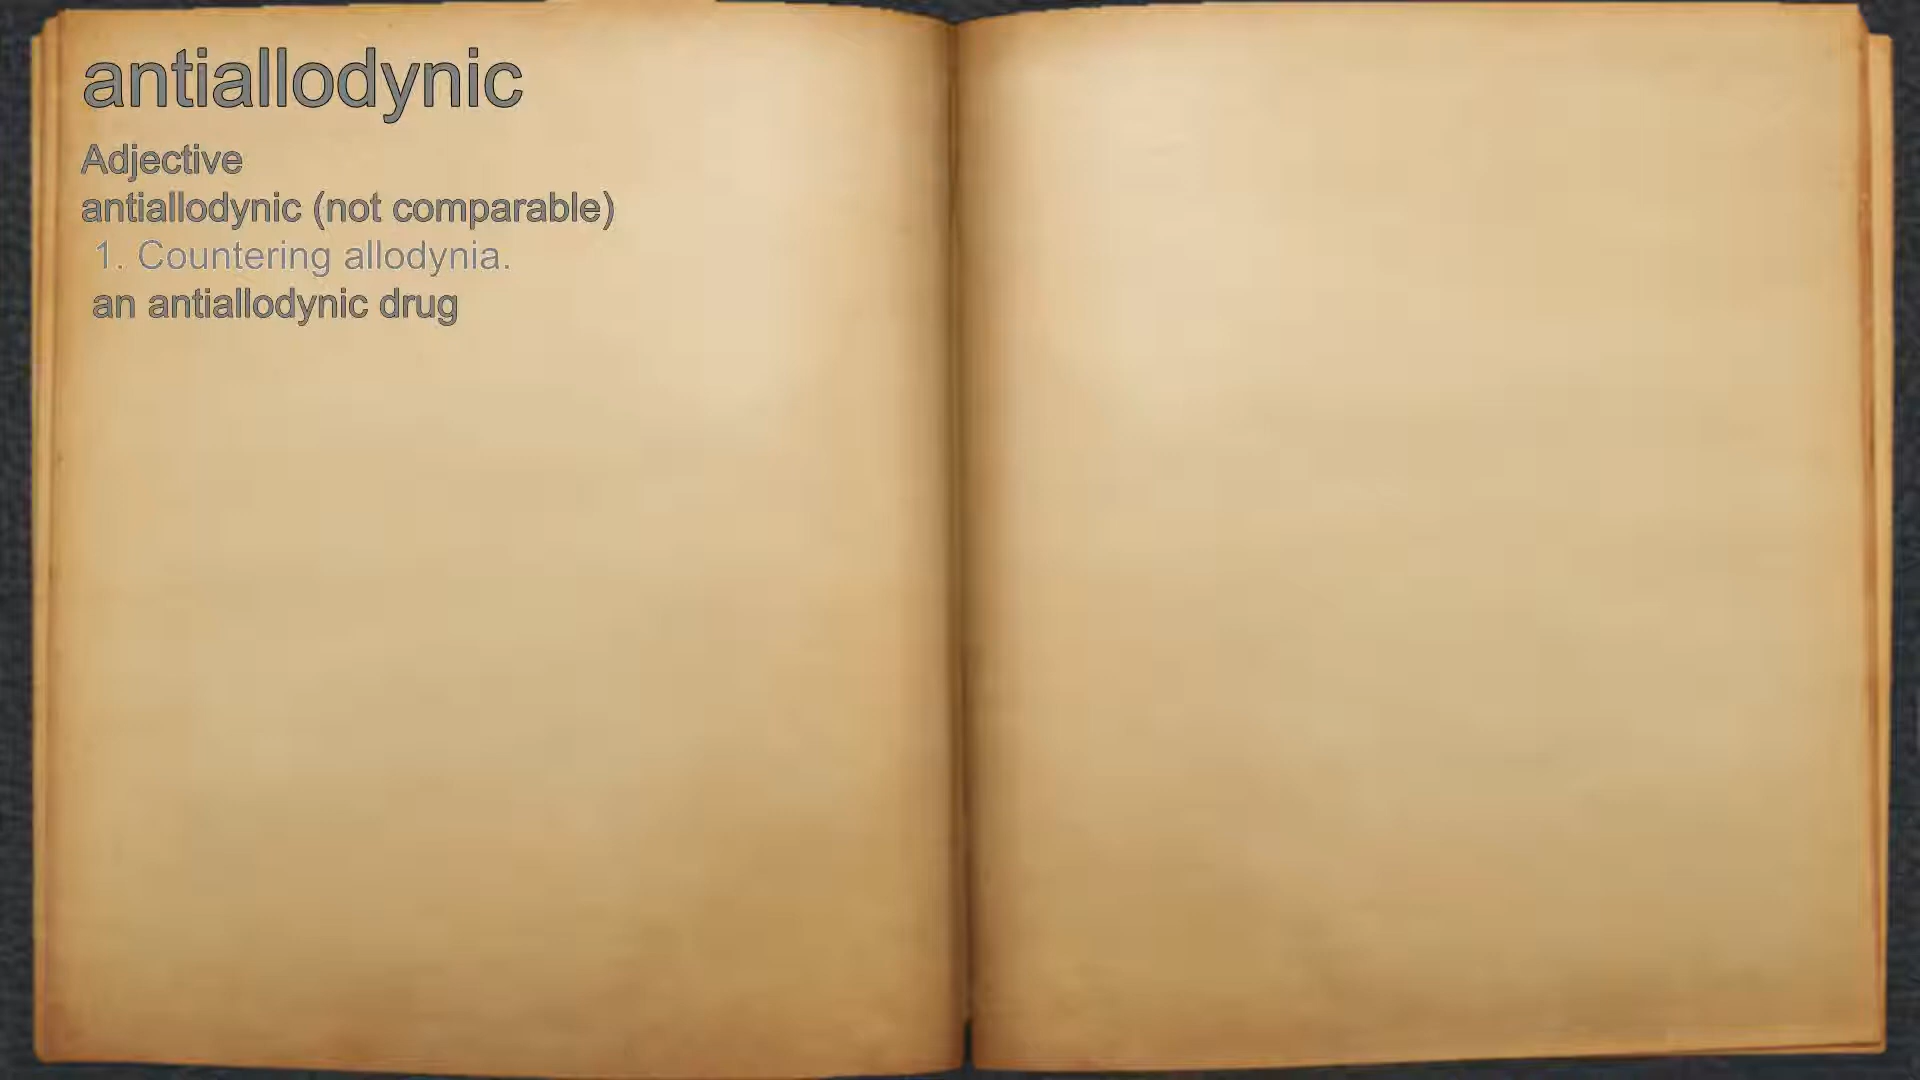 antiallodynic
Adjective
antiallodynic (not comparable)
1. Countering allodynia.
an antiallodynic drug